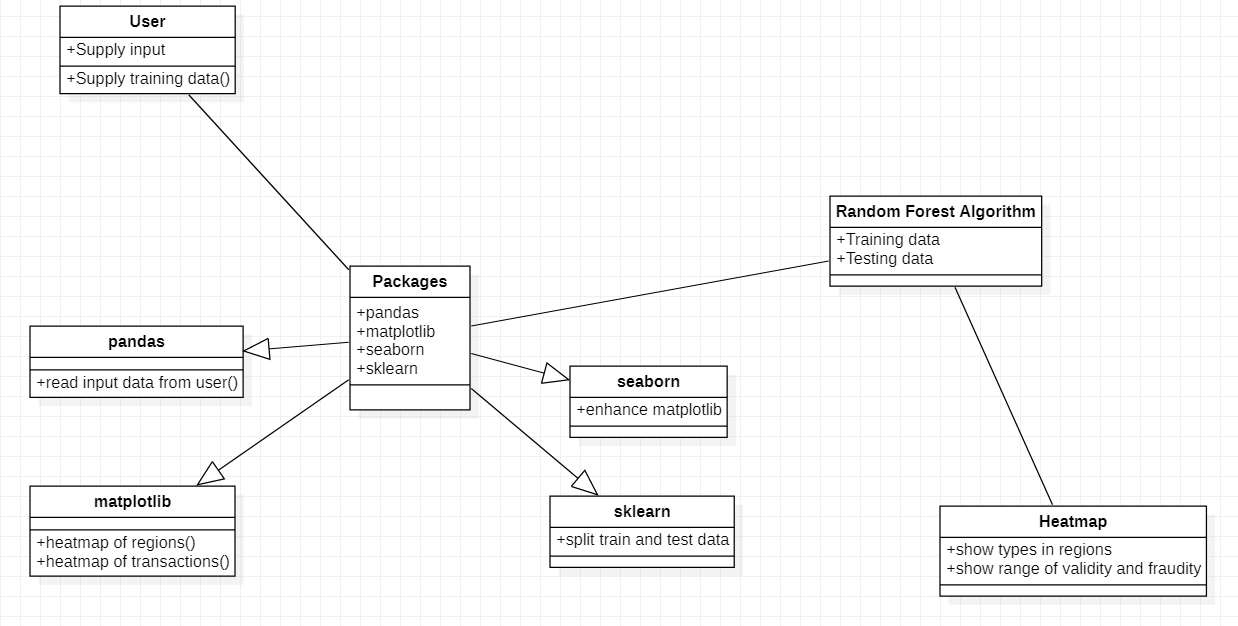 User
+Supply input
+Supply training data()
Random Forest Algorithm
+Training data
+Testing data
Packages
+pandas
+matplotlib
+seaborn
+sklearn
pandas
+read input data from user()
seaborn
+enhance matplotlib
matplotlib
+heatmap of regions()
+heatmap of transactions()
sklearn
+split train and test data
Heatmap
+show types in regions
+show range of validity and fraudity